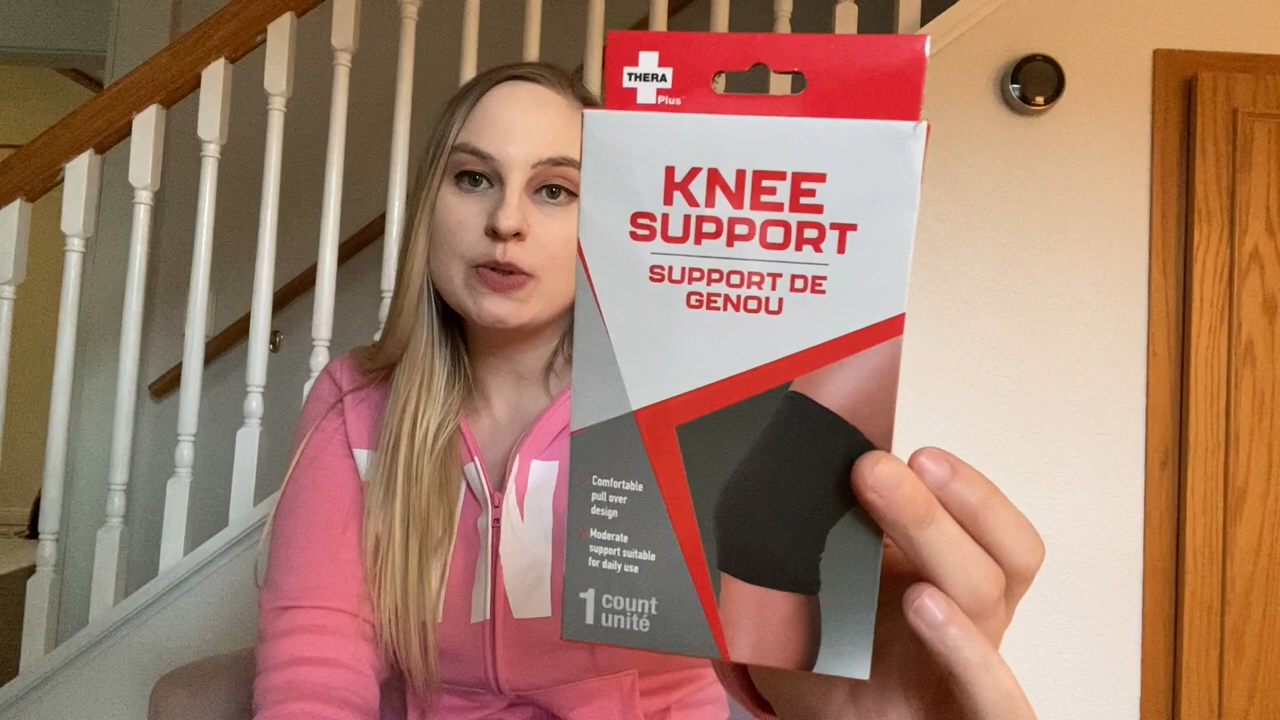 THERA
Plus
KNEE
SUPPORT
SUPPORT DE
GENOU
Comfortable
pull over
design
Moderate
support suitable
for daily use
1 count
unité